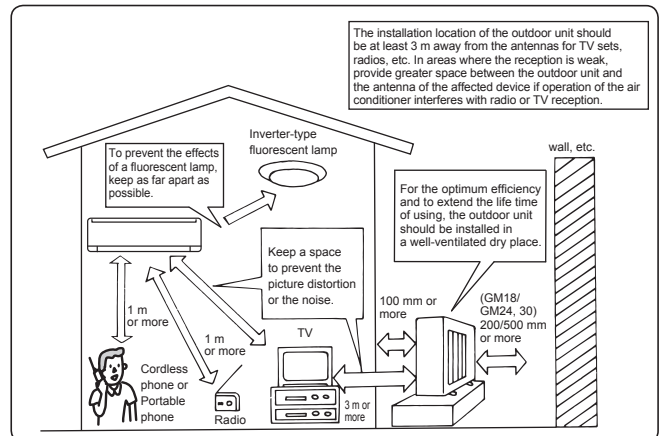 The installation location of the outdoor unit should
be at least 3 m away from the antennas for TV sets,
radios, etc. In areas where the reception is weak,
provide greater space between the outdoor unit and
the antenna of the affected device if operation of the air
conditioner interferes with radio or TV reception.
Inverter-type
fluorescent lamp
wall, etc.
To prevent the effects
of a fluorescent lamp,
keep as far apart as
possible.
For the optimum efficiency
and to extend the life time
of using, the outdoor unit
should be installed in
a well-ventilated dry place.
Keep a space
to prevent the
picture distortion
or the noise.
1 m
or more
1 m
or more
TV
100 mm or
more
(GM18/
GM24, 30)
200/500 mm
or more
Cordless
phone or
Portable
phone
Radio
3 m or
more